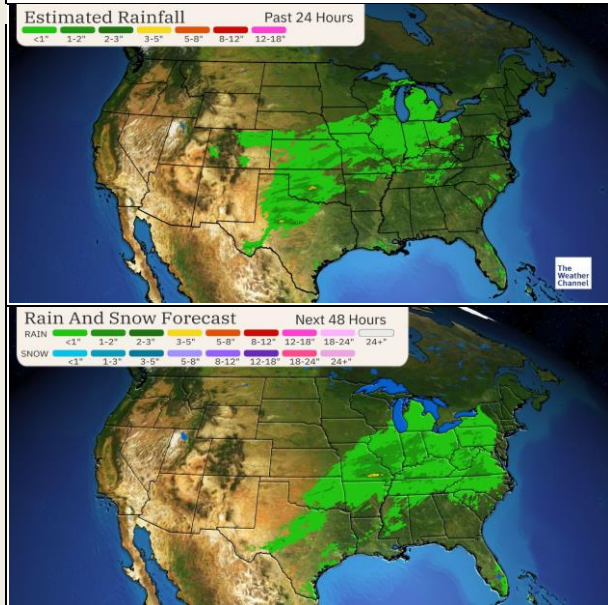 Estimated Rainfall Past 24 Hours
<1" 1-2" 2-3" 3-5" 5-8" 8-12" 12-18"
The
Weather
Channel
Rain And Snow Forecast Next 48 Hours
RAIN
<1" 1-2" 2-3" 3-5" 5-8" 8-12" 12-18" 18-24" 24+"
SNOW
<1" 1-3" 3-5" 5-8" 8-12" 12-18" 18-24" 24+"